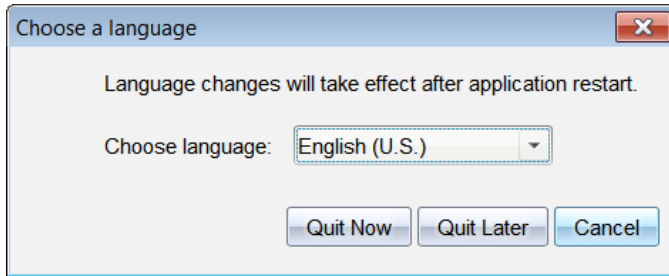 Choose a language
Language changes will take effect after application restart.
Choose language: English (U.S.)
Quit Now Quit Later Cancel